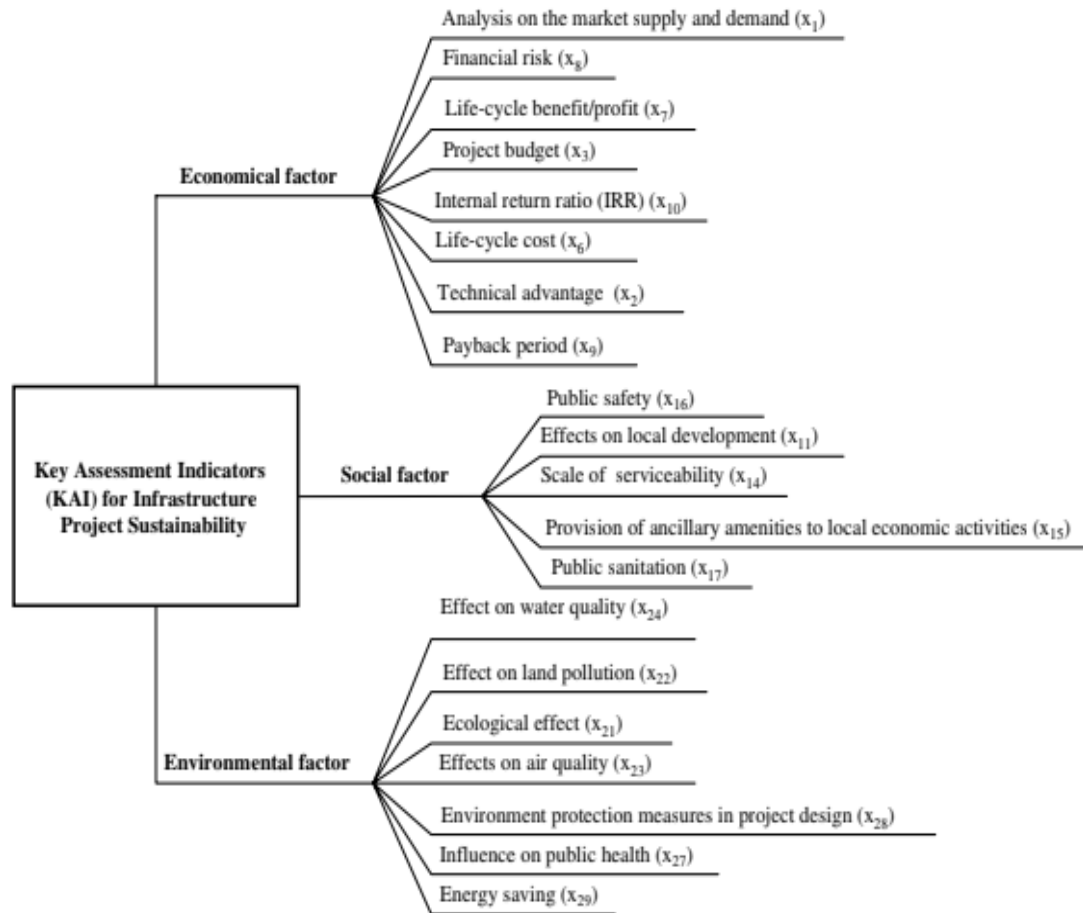 Analysis on the market supply and demand (x₁)
Financial risk (x₈)
Life-cycle benefit/profit (x₇)
Project budget (x₃)
Economical factor
Internal return ratio (IRR) (x₁₀)
Life-cycle cost (x₆)
Technical advantage (x₂)
Payback period (x₉)
Key Assessment Indicators
(KAI) for Infrastructure
Project Sustainability
Social factor
Public safety (x₁₆)
Effects on local development (x₁₁)
Scale of serviceability (x₁₄)
Provision of ancillary amenities to local economic activities (x₁₅)
Public sanitation (x₁₇)
Effect on water quality (x₂₄)
Effect on land pollution (x₂₂)
Ecological effect (x₂₁)
Environmental factor
Effects on air quality (x₂₃)
Environment protection measures in project design (x₂₈)
Influence on public health (x₂₇)
Energy saving (x₂₉)